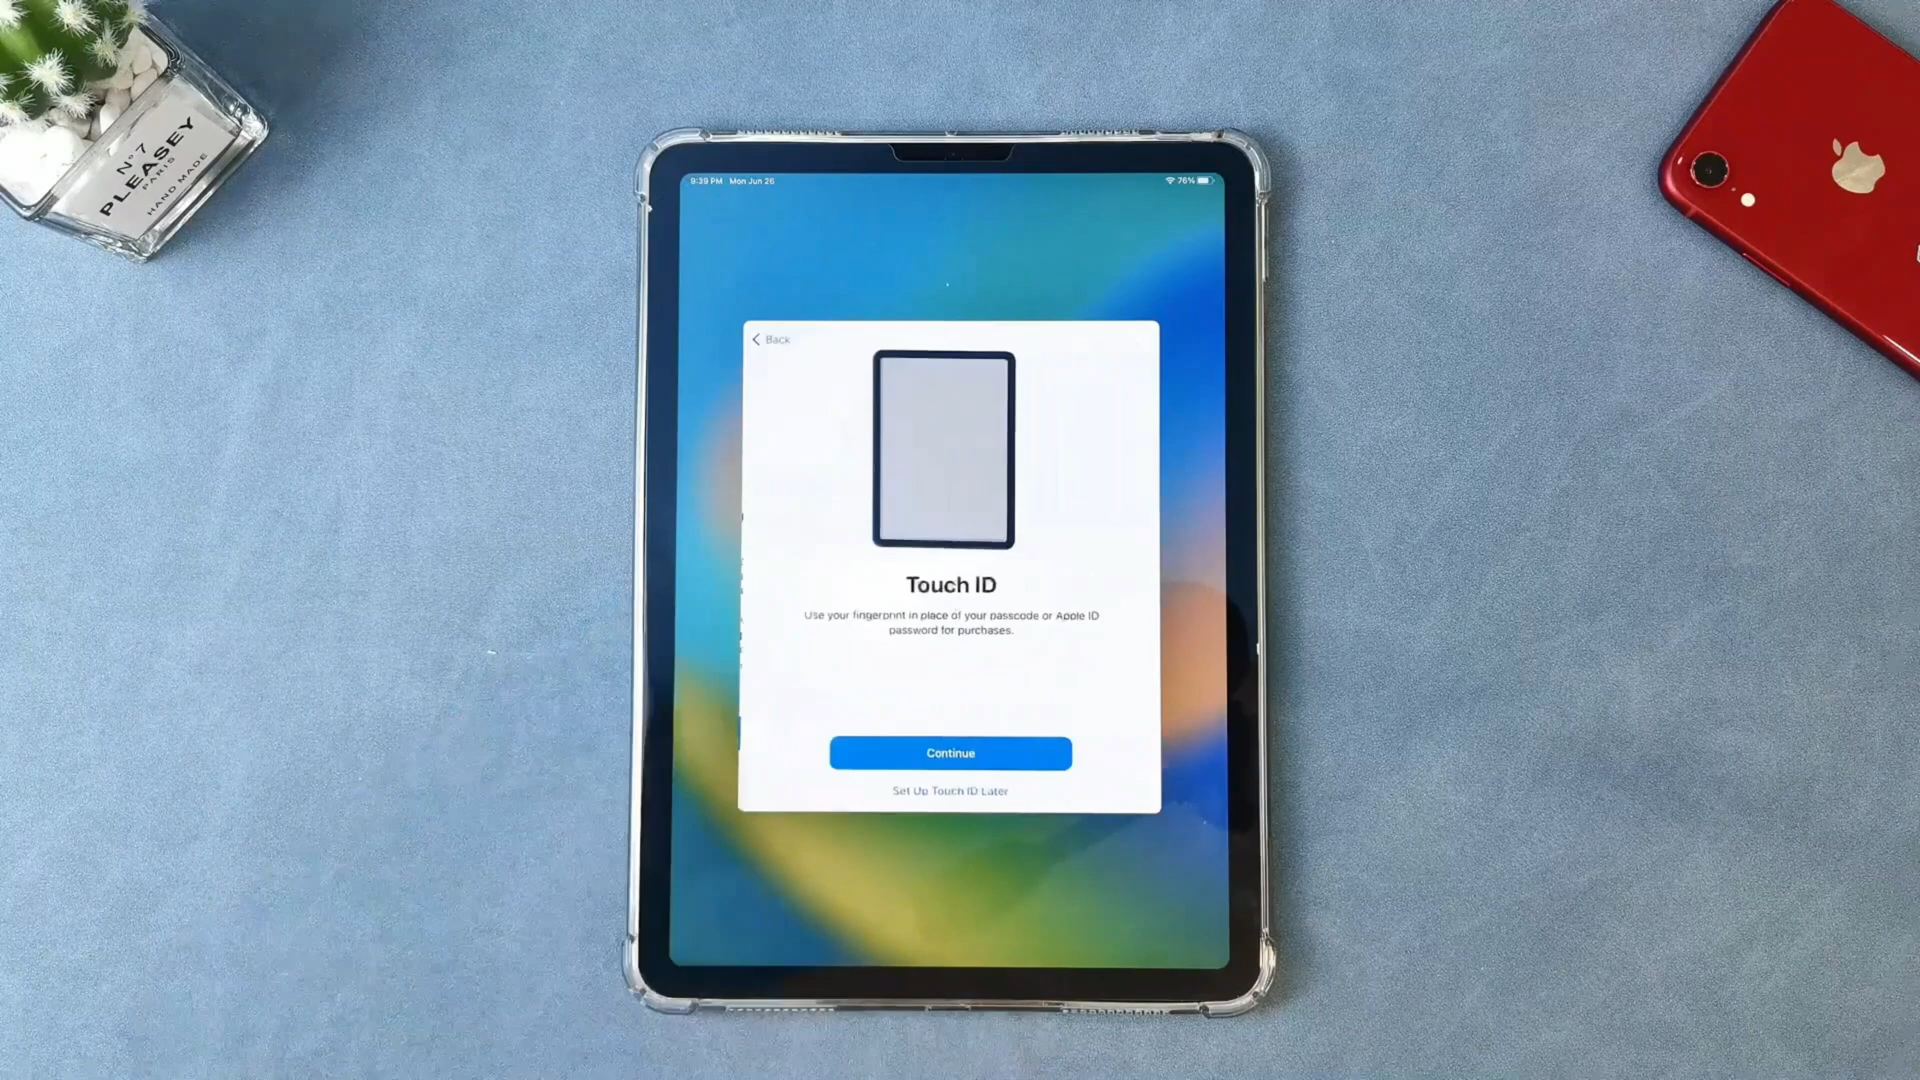 N°7
PLEASEY
PARIS
HAND MADE
9:39 PM Mon Jun 26
76%
Back
Touch ID
Use your fingerprint in place of your passcode or Apple ID
password for purchases.
Continue
Set Up Touch ID Later